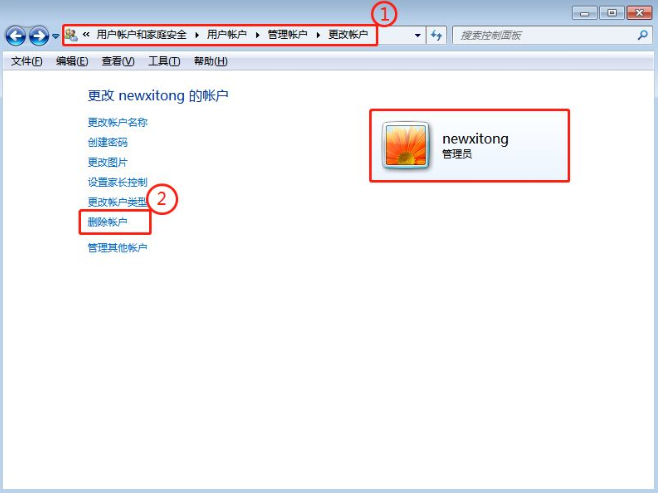 ①
« 用户帐户和家庭安全 ▸ 用户帐户 ▸ 管理帐户 ▸ 更改帐户
搜索控制面板
文件(F) 编辑(E) 查看(V) 工具(T) 帮助(H)
更改 newxitong 的帐户
更改帐户名称
创建密码
更改图片
设置家长控制
更改帐户类型
②
删除帐户
管理其他帐户
newxitong
管理员